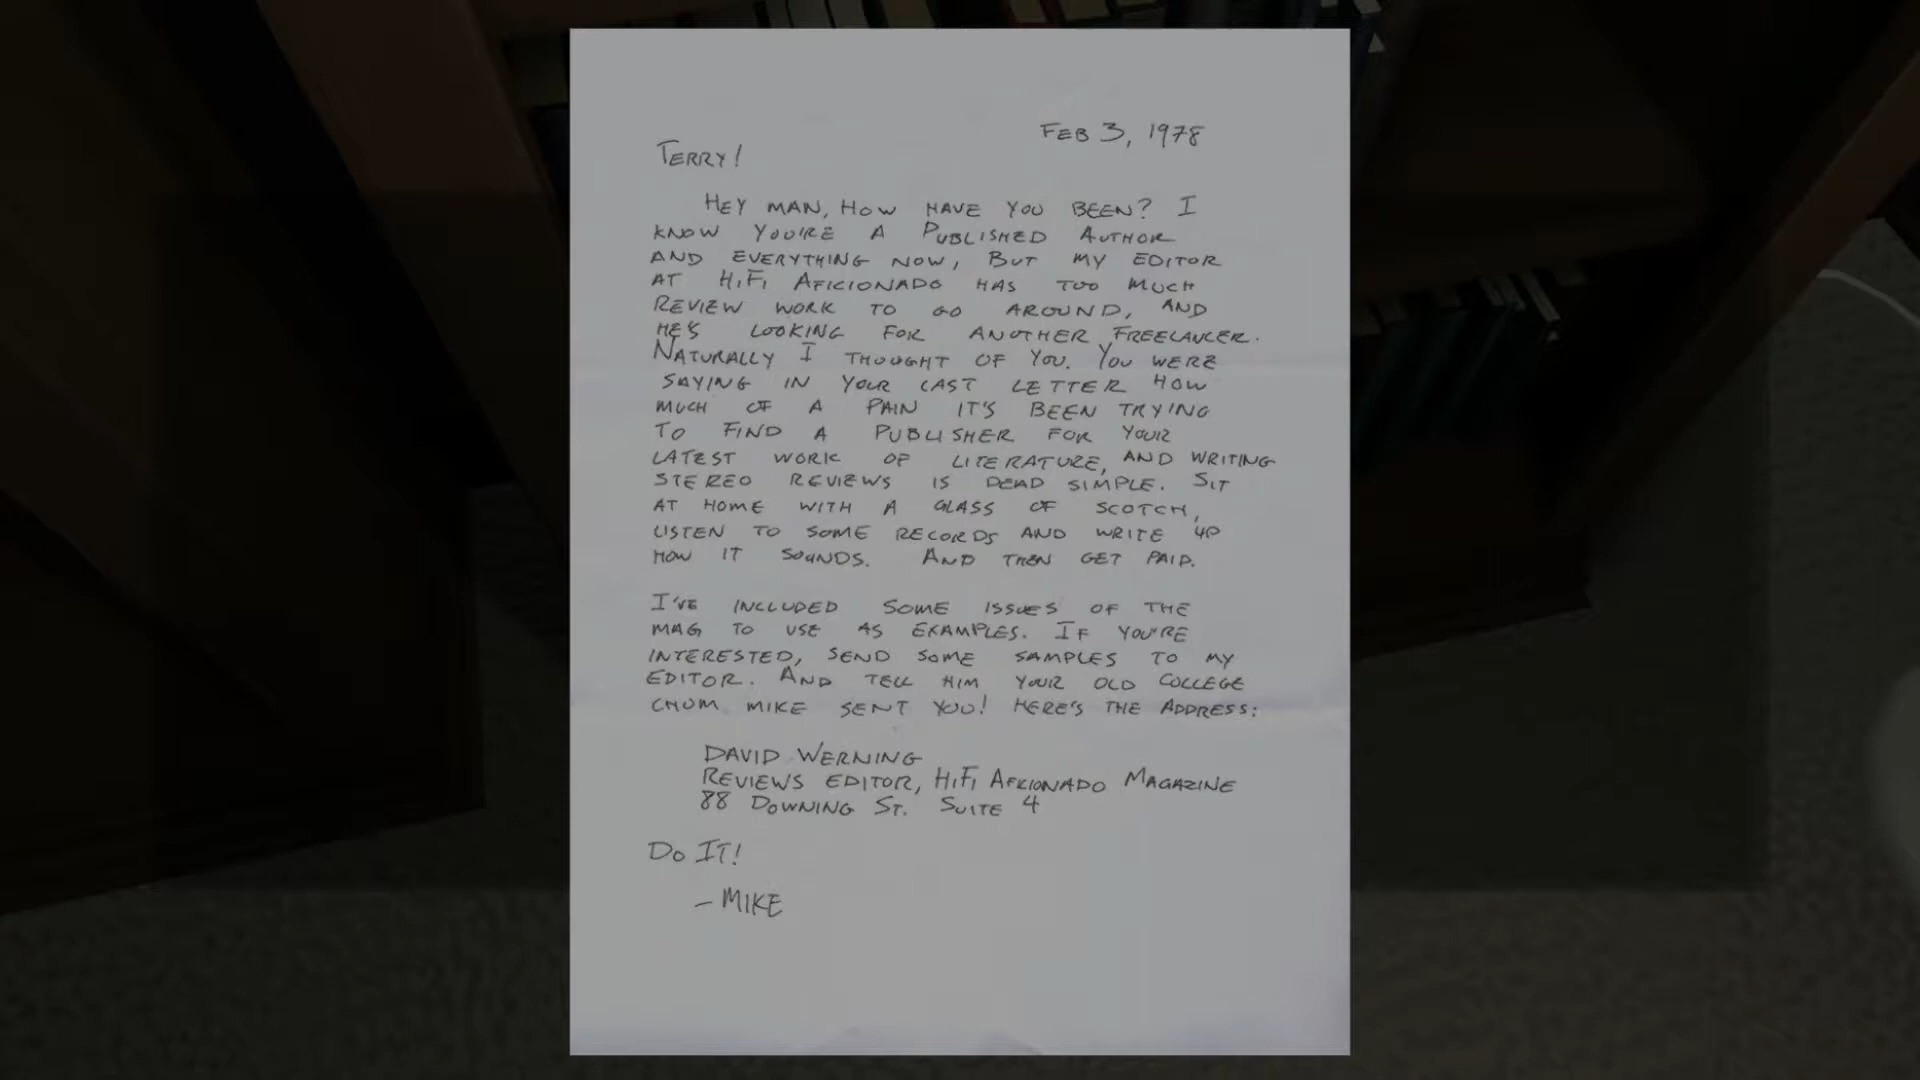 FEB 3, 1978
TERRY!
HEY MAN, HOW HAVE YOU BEEN? I
KNOW YOU'RE A PUBLISHED AUTHOR
AND EVERYTHING NOW, BUT MY EDITOR
AT HIFI AFICIONADO HAS TOO MUCH
REVIEW WORK TO GO AROUND, AND
HE'S LOOKING FOR ANOTHER FREELANCER.
NATURALLY I THOUGHT OF YOU. YOU WERE
SAYING IN YOUR LAST LETTER HOW
MUCH OF A PAIN IT'S BEEN TRYING
TO FIND A PUBLISHER FOR YOUR
LATEST WORK OF LITERATURE, AND WRITING
STEREO REVIEWS IS DEAD SIMPLE. SIT
AT HOME WITH A GLASS OF SCOTCH,
LISTEN TO SOME RECORDS AND WRITE UP
HOW IT SOUNDS. AND THEN GET PAID.
I'VE INCLUDED SOME ISSUES OF THE
MAG TO USE AS EXAMPLES. IF YOU'RE
INTERESTED, SEND SOME SAMPLES TO MY
EDITOR. AND TELL HIM YOUR OLD COLLEGE
CHUM MIKE SENT YOU! HERE'S THE ADDRESS:
DAVID WERNING
REVIEWS EDITOR, HIFI AFICIONADO MAGAZINE
88 DOWNING ST. SUITE 4
DO IT!
– MIKE